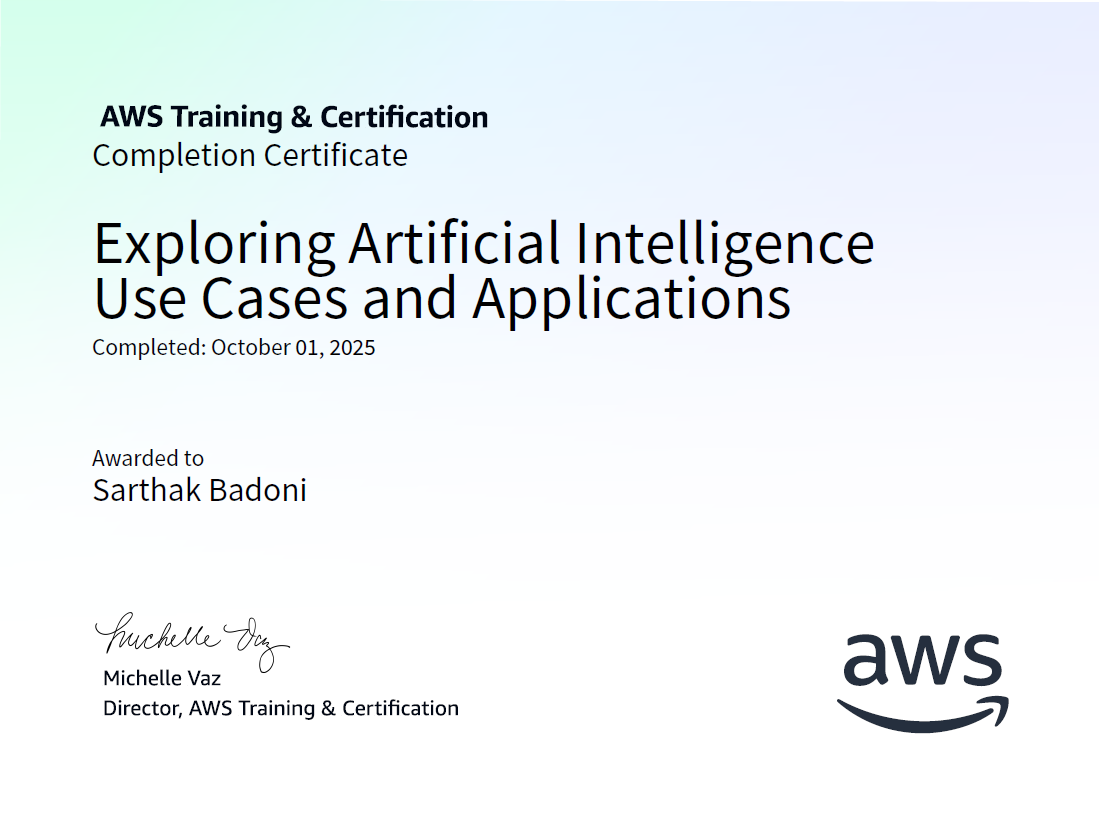 AWS Training & Certification
Completion Certificate
Exploring Artificial Intelligence
Use Cases and Applications
Completed: October 01, 2025
Awarded to
Sarthak Badoni
Michelle Vaz
Michelle Vaz
Director, AWS Training & Certification
aws